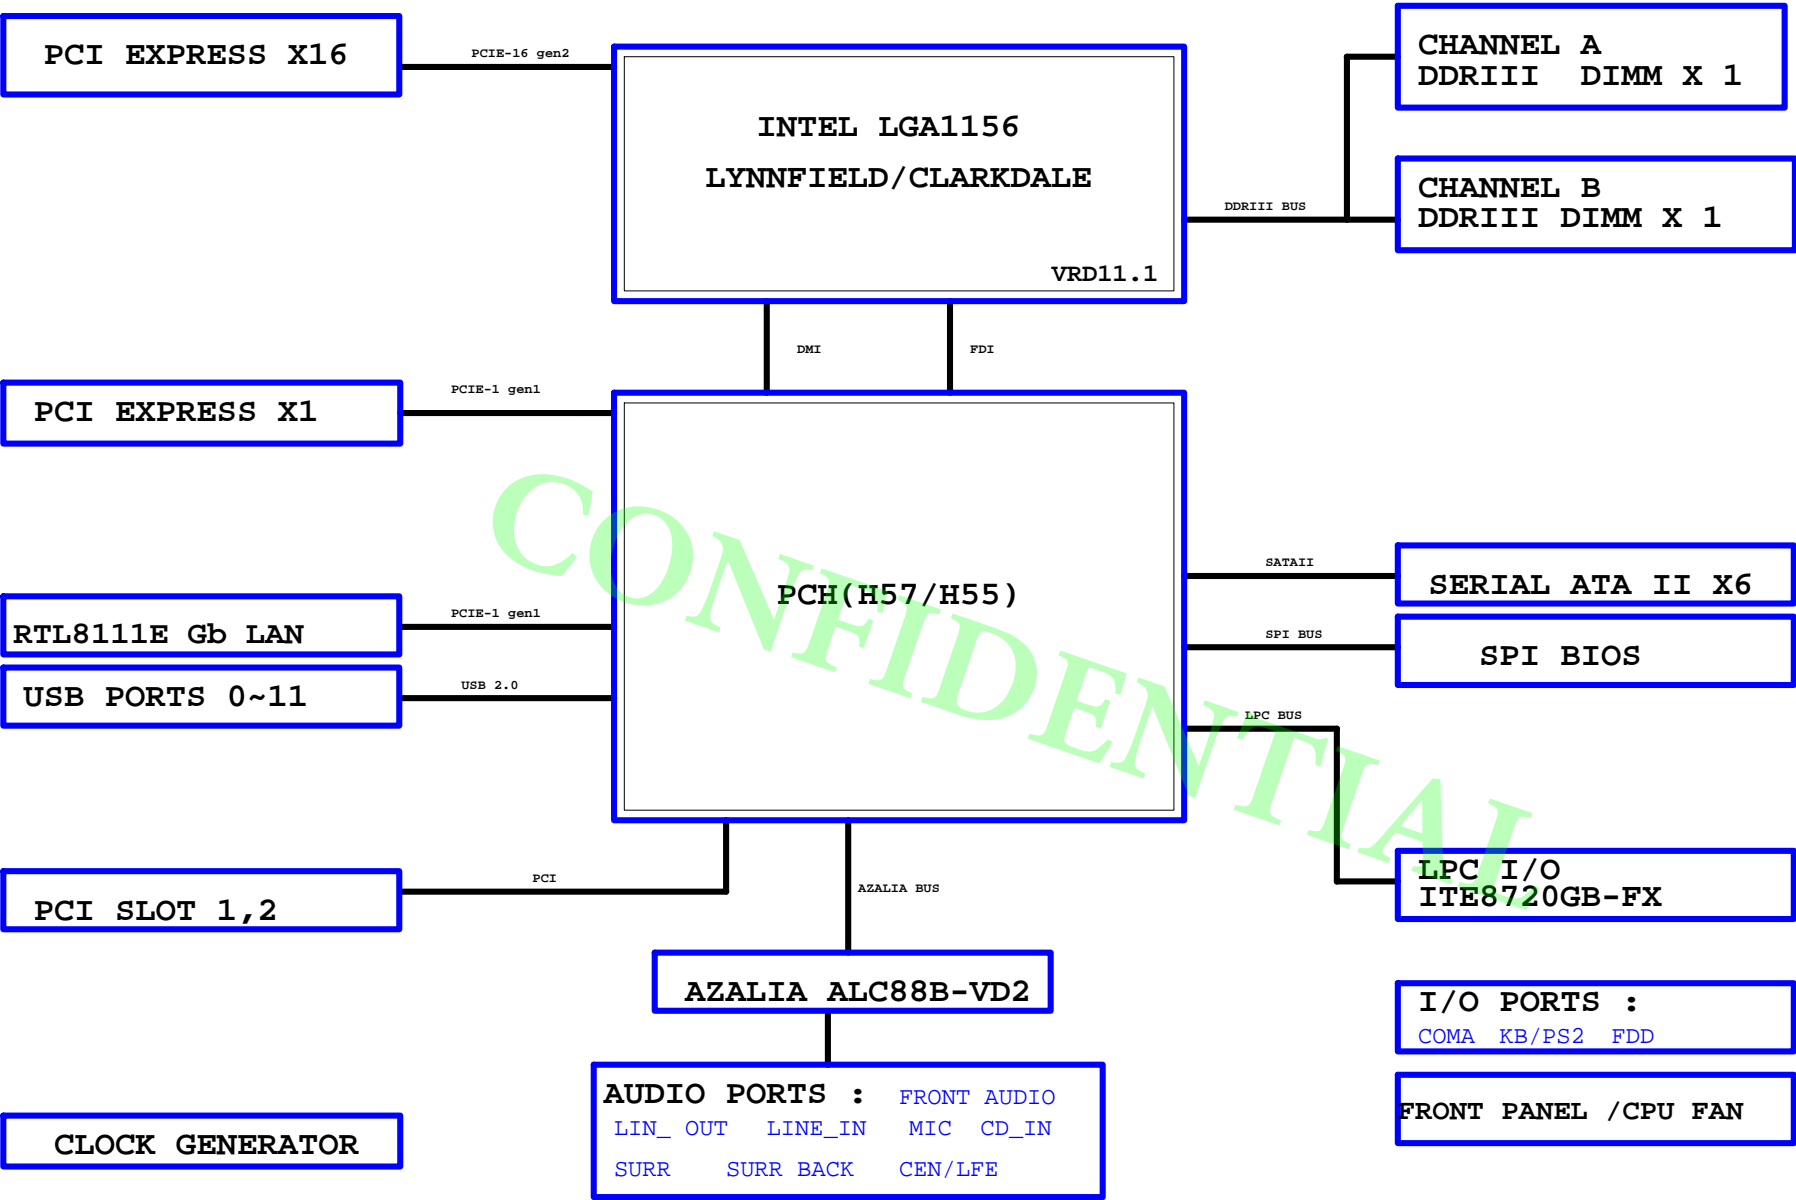 PCI EXPRESS X16
PCIE-16 gen2
INTEL LGA1156
LYNNFIELD/CLARKDALE
VRD11.1
CHANNEL A
DDRIII DIMM X 1
DDRIII BUS
CHANNEL B
DDRIII DIMM X 1
DMI
FDI
PCI EXPRESS X1
PCIE-1 gen1
PCH(H57/H55)
SATAII
SERIAL ATA II X6
RTL8111E Gb LAN
PCIE-1 gen1
SPI BUS
SPI BIOS
USB PORTS 0~11
USB 2.0
LPC BUS
CONFIDENTIAL
PCI SLOT 1,2
PCI
AZALIA BUS
LPC I/O
ITE8720GB-FX
AZALIA ALC88B-VD2
I/O PORTS :
COMA KB/PS2 FDD
AUDIO PORTS : FRONT AUDIO
LIN_ OUT LINE_IN MIC CD_IN
SURR SURR BACK CEN/LFE
FRONT PANEL /CPU FAN
CLOCK GENERATOR